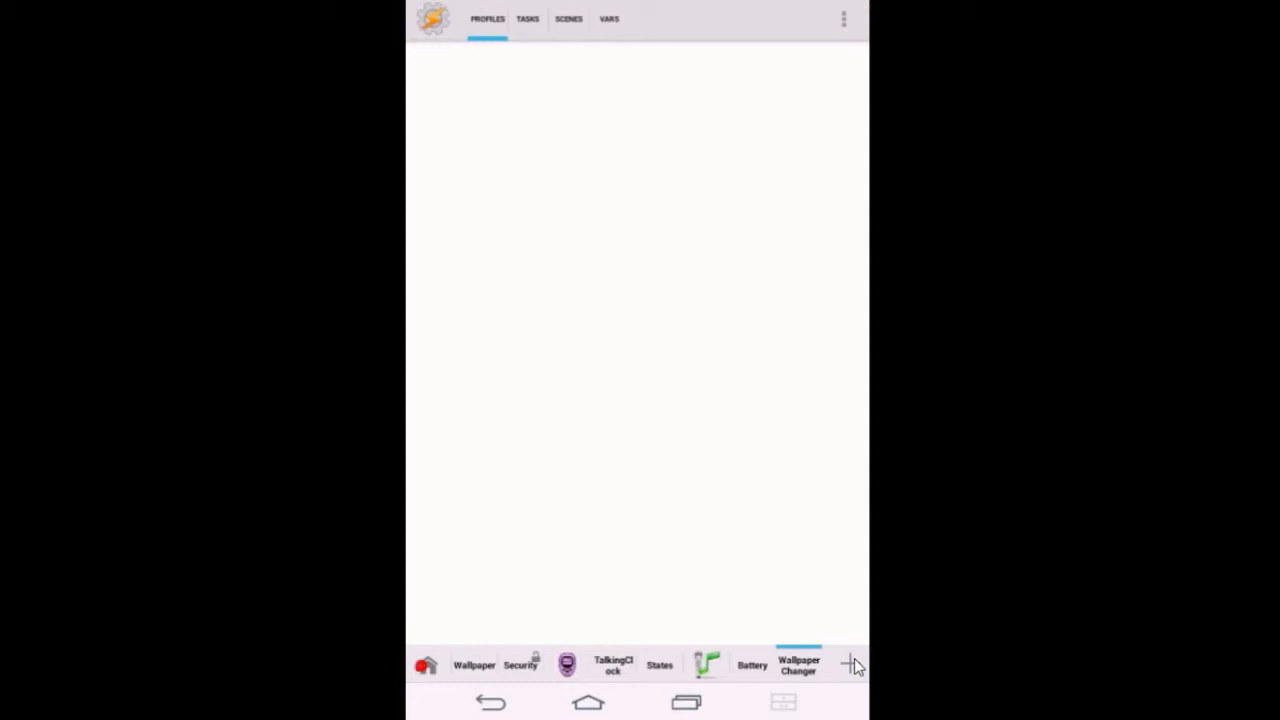 PROFILES TASKS SCENES VARS
Wallpaper Security TalkingCl
ock States Battery Wallpaper
Changer